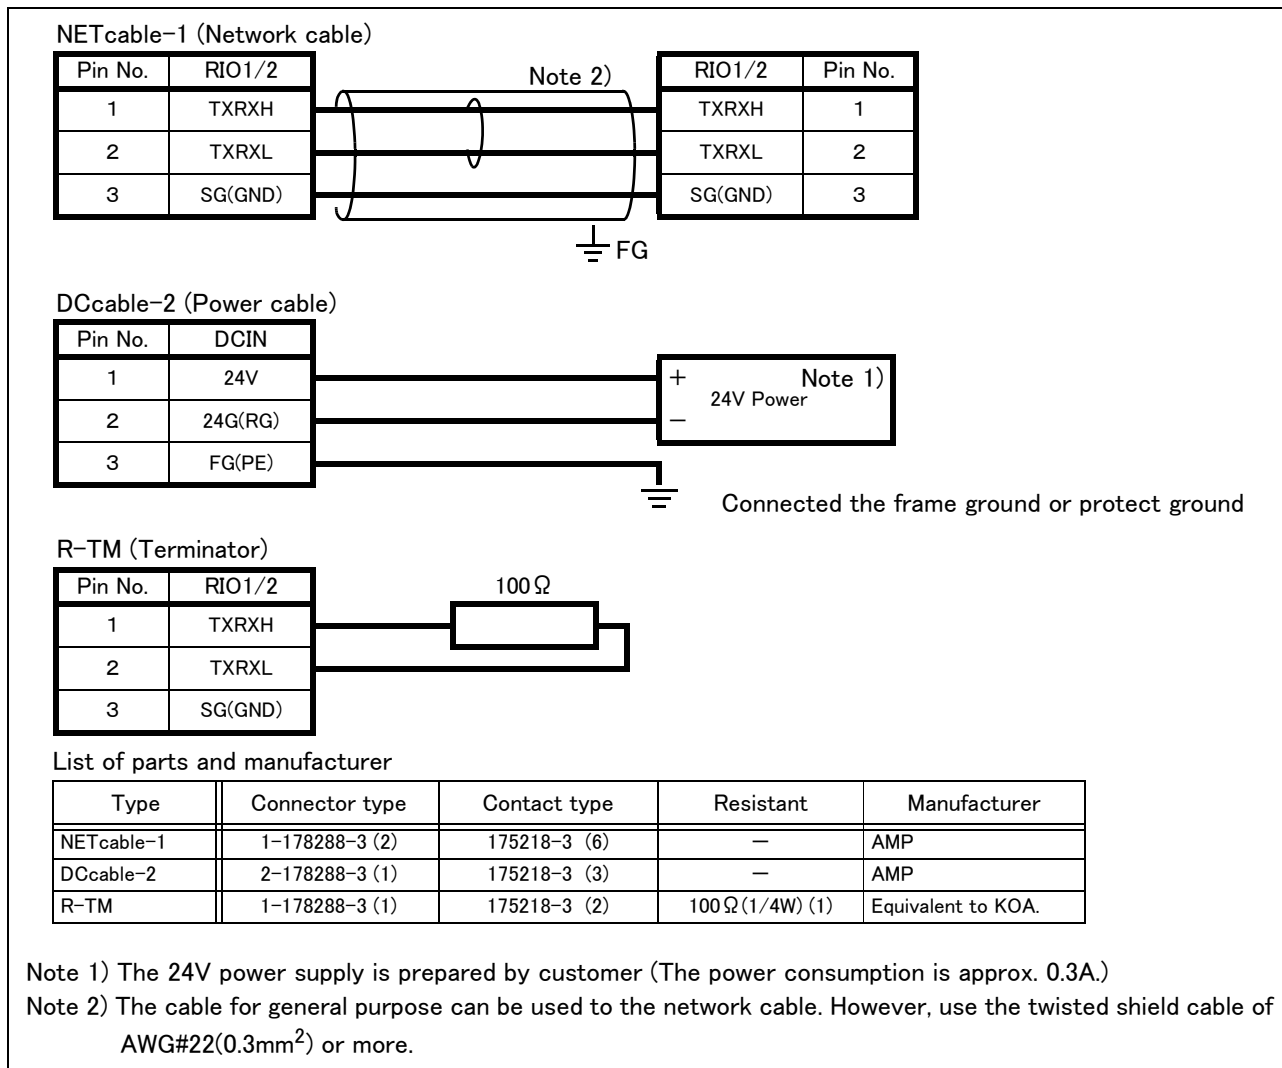 NETcable-1 (Network cable)
Pin No. RIO1/2 Note 2) RIO1/2 Pin No.
1 TXRXH TXRXH 1
2 TXRXL TXRXL 2
3 SG(GND) SG(GND) 3
FG
DCcable-2 (Power cable)
Pin No. DCIN
1 24V + Note 1)
24V Power
2 24G(RG) −
3 FG(PE)
Connected the frame ground or protect ground
R-TM (Terminator)
Pin No. RIO1/2 100Ω
1 TXRXH
2 TXRXL
3 SG(GND)
List of parts and manufacturer
Type Connector type Contact type Resistant Manufacturer
NETcable-1 1-178288-3 (2) 175218-3 (6) − AMP
DCcable-2 2-178288-3 (1) 175218-3 (3) − AMP
R-TM 1-178288-3 (1) 175218-3 (2) 100Ω(1/4W) (1) Equivalent to KOA.
Note 1) The 24V power supply is prepared by customer (The power consumption is approx. 0.3A.)
Note 2) The cable for general purpose can be used to the network cable. However, use the twisted shield cable of
AWG#22(0.3mm²) or more.